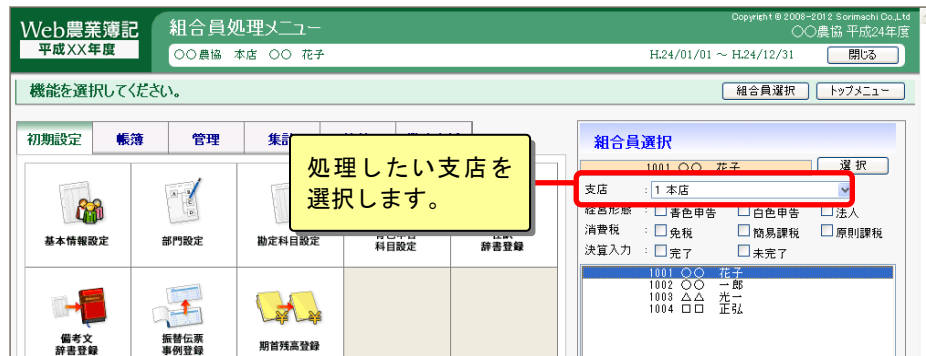 Web農業簿記
平成XX年度
組合員処理メニュー
〇〇農協 本店 〇〇 花子
Copyright © 2008-2012 Sorimachi Co.,Ltd
〇〇農協 平成24年度
H.24/01/01 ~ H.24/12/31
閉じる
機能を選択してください。
組合員選択
トップメニュー
初期設定
帳簿
管理
処理したい支店を
選択します。
基本情報設定
部門設定
勘定科目設定
科目設定
辞書登録
備考文
辞書登録
振替伝票
事例登録
期首残高登録
組合員選択
1001 〇〇 花子
選 択
支店 : 1 本店
経営形態 : 青色申告 白色申告 法人
消費税 : 免税 簡易課税 原則課税
決算入力 : 完了 未完了
1001 〇〇 花子
1002 〇〇 一郎
1003 △△ 光一
1004 □□ 正弘